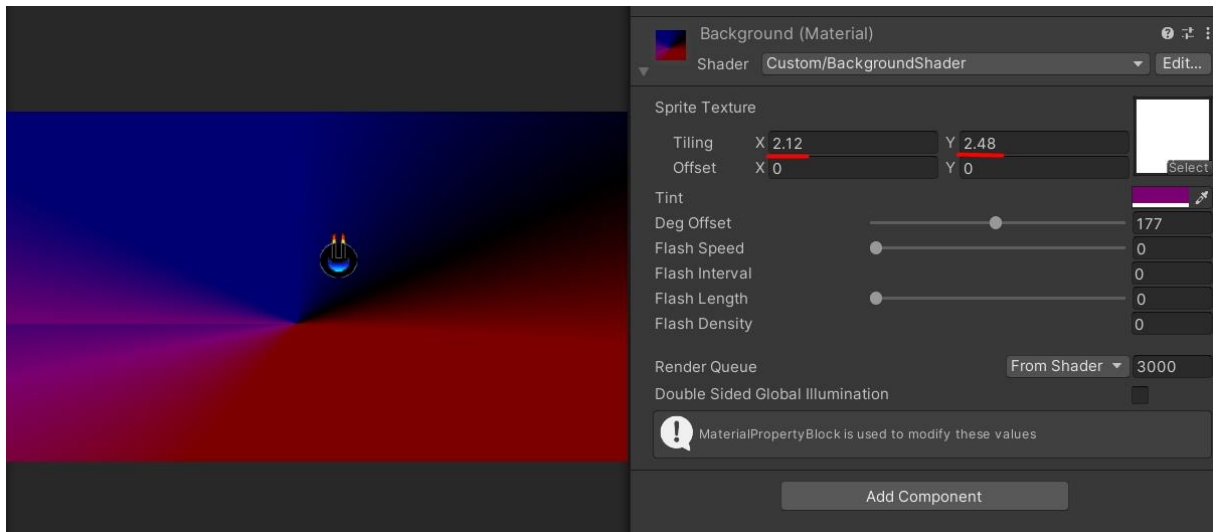 Background (Material)
Shader Custom/BackgroundShader Edit...
Sprite Texture
Tiling X 2.12 Y 2.48
Offset X 0 Y 0
Select
Tint
Deg Offset 177
Flash Speed 0
Flash Interval 0
Flash Length 0
Flash Density 0
Render Queue From Shader 3000
Double Sided Global Illumination
MaterialPropertyBlock is used to modify these values
Add Component